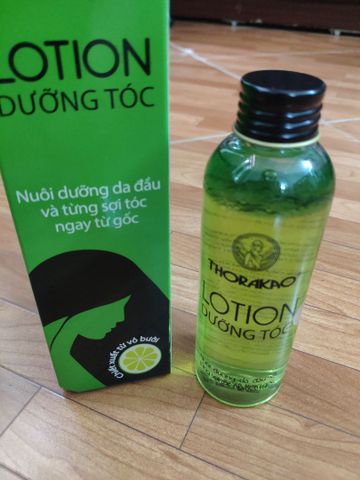 LOTION
DƯỠNG TÓC
Nuôi dưỡng da đầu
và từng sợi tóc
ngay từ gốc
Chiết xuất từ vỏ bưởi
THORAKAO
LOTION
DƯỠNG TÓC